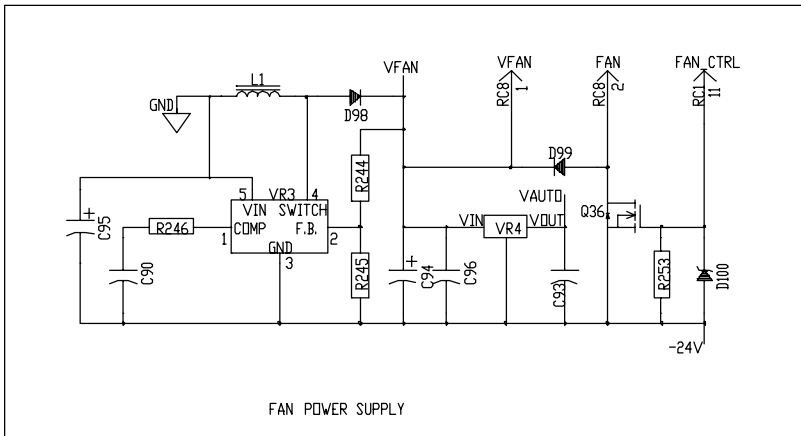 VFAN
VFAN
FAN
FAN_CTRL
RC8
1
RC8
2
RC1
11
L1
GND
D98
D99
R244
VAUTO
Q36
5
VR3
4
VIN
SWITCH
COMP
F.B.
GND
1
2
3
C95
R246
C90
R245
C94
C96
VIN
VR4
VOUT
C93
R253
D100
-24V
FAN POWER SUPPLY